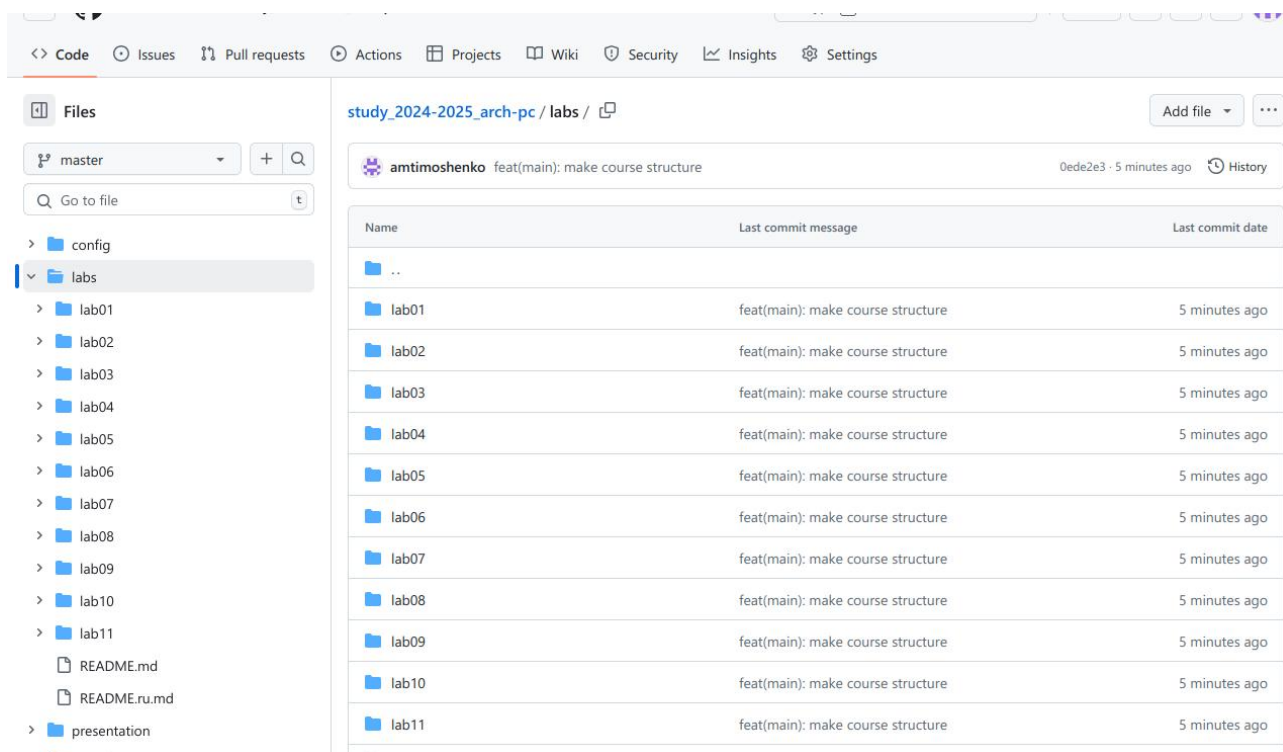 Code Issues Pull requests Actions Projects Wiki Security Insights Settings
Files
master
Go to file t
config
labs
lab01
lab02
lab03
lab04
lab05
lab06
lab07
lab08
lab09
lab10
lab11
README.md
README.ru.md
presentation
study_2024-2025_arch-pc / labs /
Add file
amtimoshenko feat(main): make course structure 0ede2e3 · 5 minutes ago History
Name Last commit message Last commit date
..
lab01 feat(main): make course structure 5 minutes ago
lab02 feat(main): make course structure 5 minutes ago
lab03 feat(main): make course structure 5 minutes ago
lab04 feat(main): make course structure 5 minutes ago
lab05 feat(main): make course structure 5 minutes ago
lab06 feat(main): make course structure 5 minutes ago
lab07 feat(main): make course structure 5 minutes ago
lab08 feat(main): make course structure 5 minutes ago
lab09 feat(main): make course structure 5 minutes ago
lab10 feat(main): make course structure 5 minutes ago
lab11 feat(main): make course structure 5 minutes ago